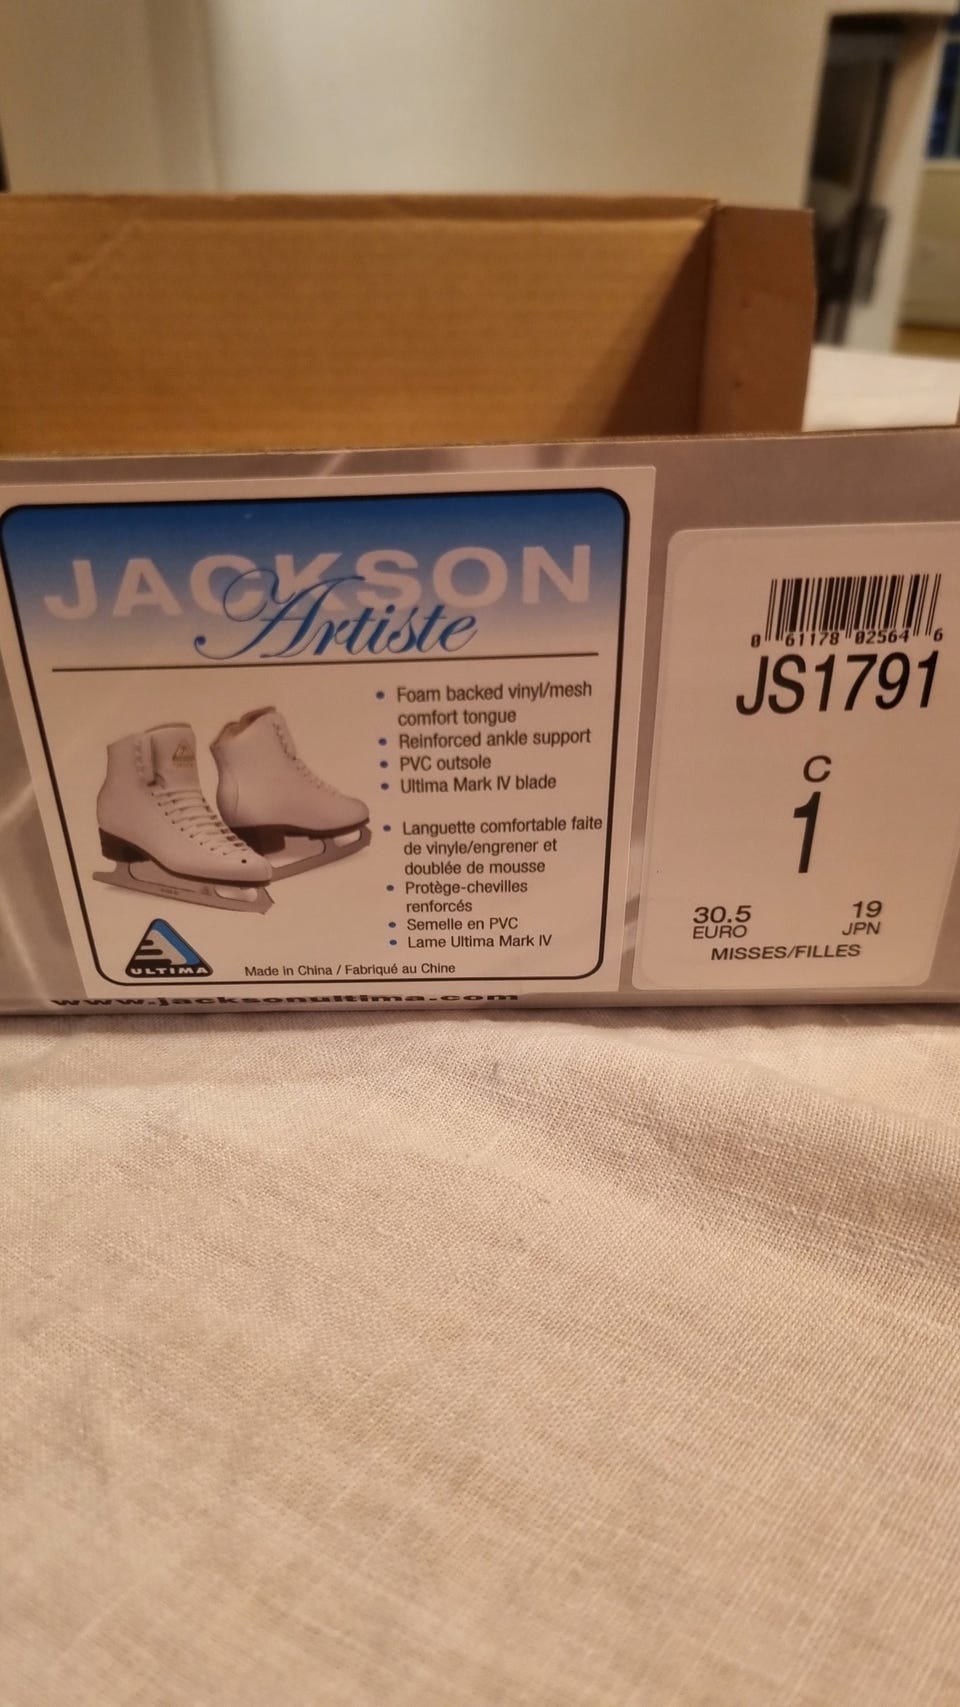 JACKSON
Artiste
• Foam backed vinyl/mesh
comfort tongue
• Reinforced ankle support
• PVC outsole
• Ultima Mark IV blade
• Languette comfortable faite
de vinyle/engrener et
doublée de mousse
• Protège-chevilles
renforcés
• Semelle en PVC
• Lame Ultima Mark IV
ULTIMA
Made in China / Fabriqué au Chine
www.jacksonultima.com
0 61178 02564 6
JS1791
C
1
30.5 19
EURO JPN
MISSES/FILLES